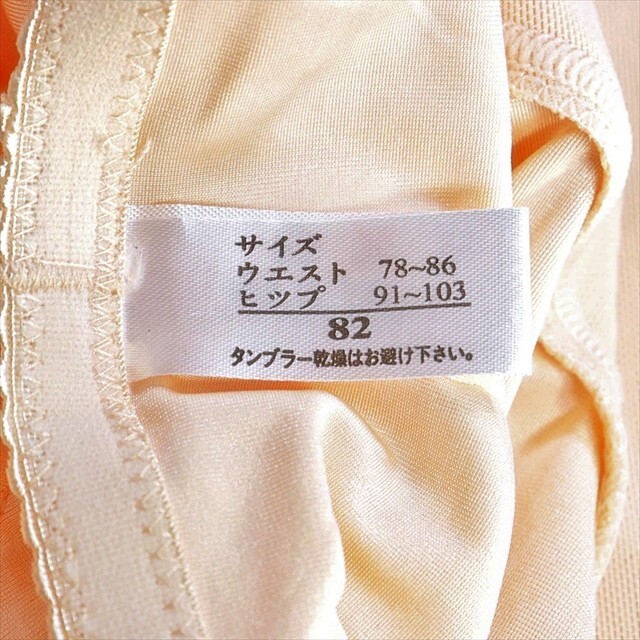 サイズ
ウエスト 78~86
ヒップ 91~103
82
タンブラー乾燥はお避け下さい。